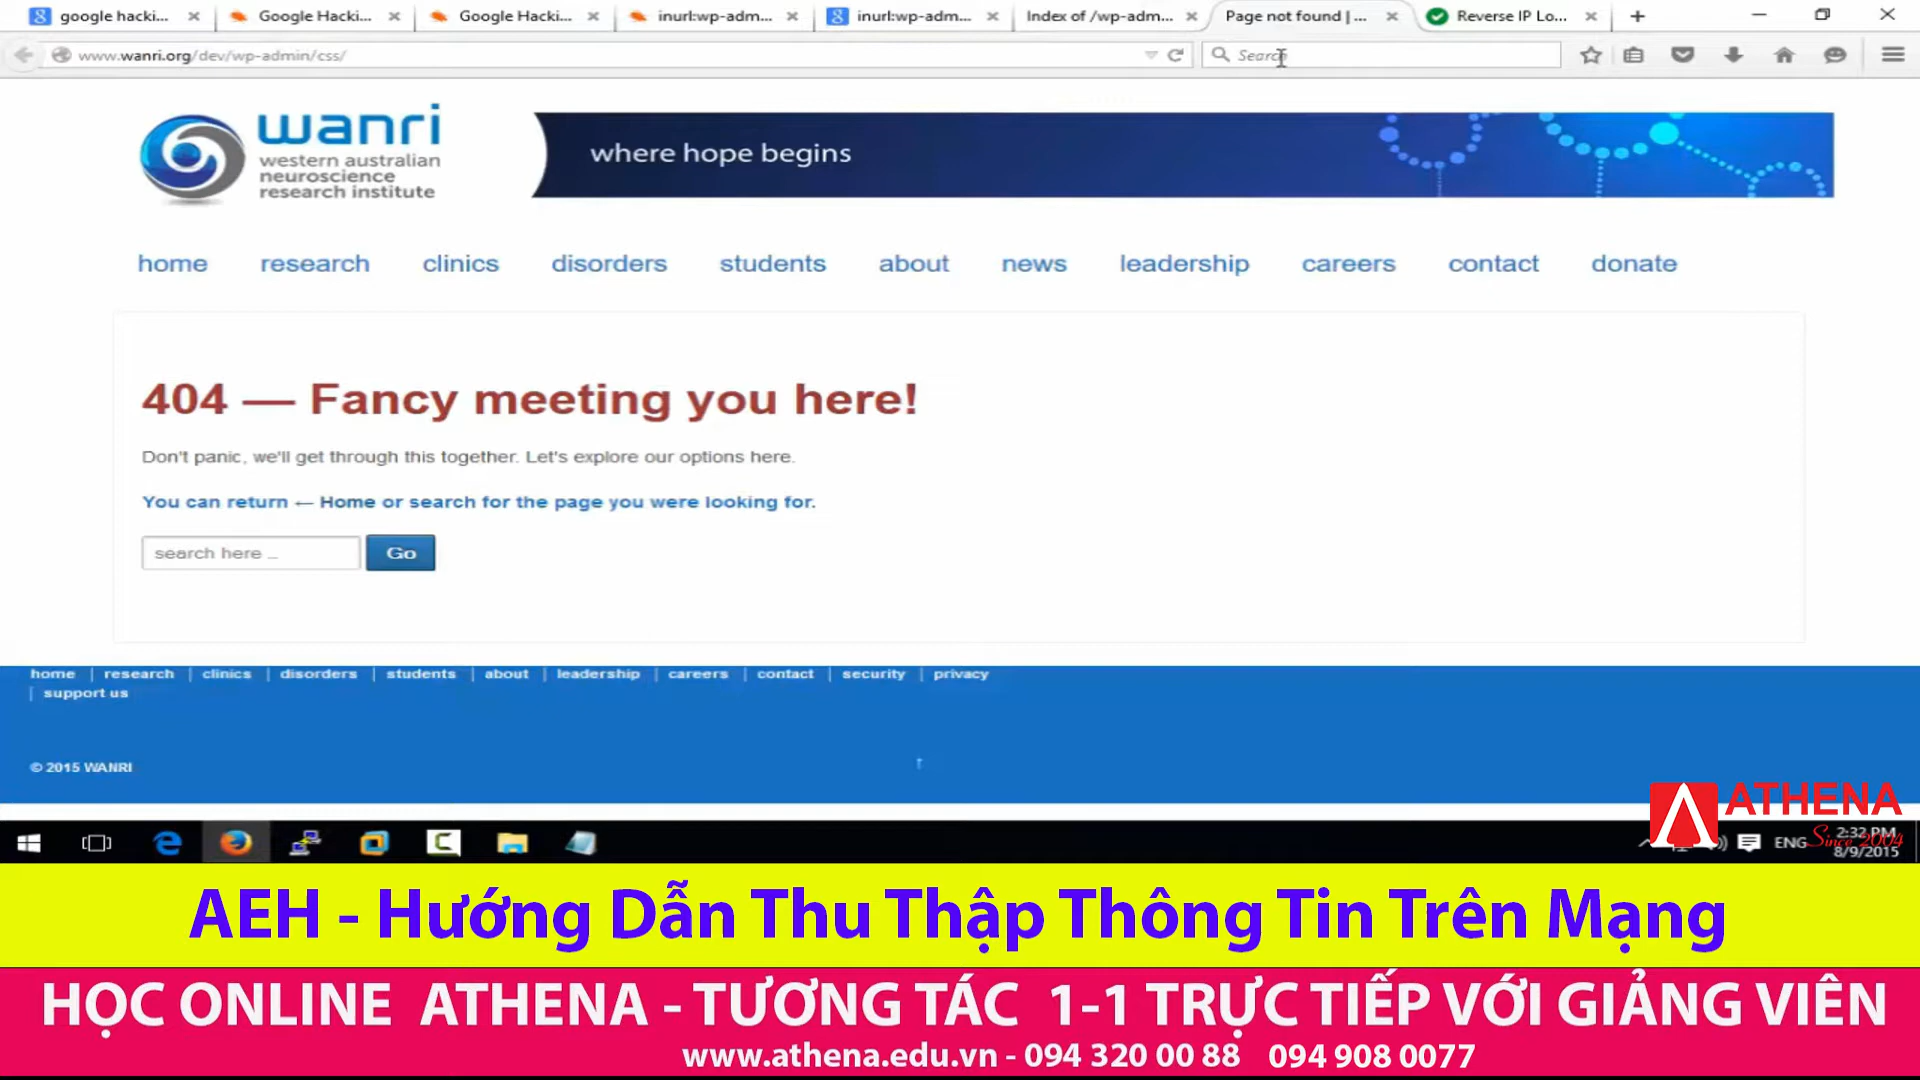 google hacki...
Google Hacki...
Google Hacki...
inurl:wp-adm...
inurl:wp-adm...
Index of /wp-adm...
Page not found | ...
Reverse IP Lo...
www.wanri.org/dev/wp-admin/css/
Search
wanri
western australian
neuroscience
research institute
where hope begins
home
research
clinics
disorders
students
about
news
leadership
careers
contact
donate
404 — Fancy meeting you here!
Don't panic, we'll get through this together. Let's explore our options here.
You can return ← Home or search for the page you were looking for.
search here ...
Go
home | research | clinics | disorders | students | about | leadership | careers | contact | security | privacy
| support us
© 2015 WANRI
↑
ATHENA
Since 2004
ENG
2:32 PM
8/9/2015
AEH - Hướng Dẫn Thu Thập Thông Tin Trên Mạng
HỌC ONLINE ATHENA - TƯƠNG TÁC 1-1 TRỰC TIẾP VỚI GIẢNG VIÊN
www.athena.edu.vn - 094 320 00 88 094 908 0077